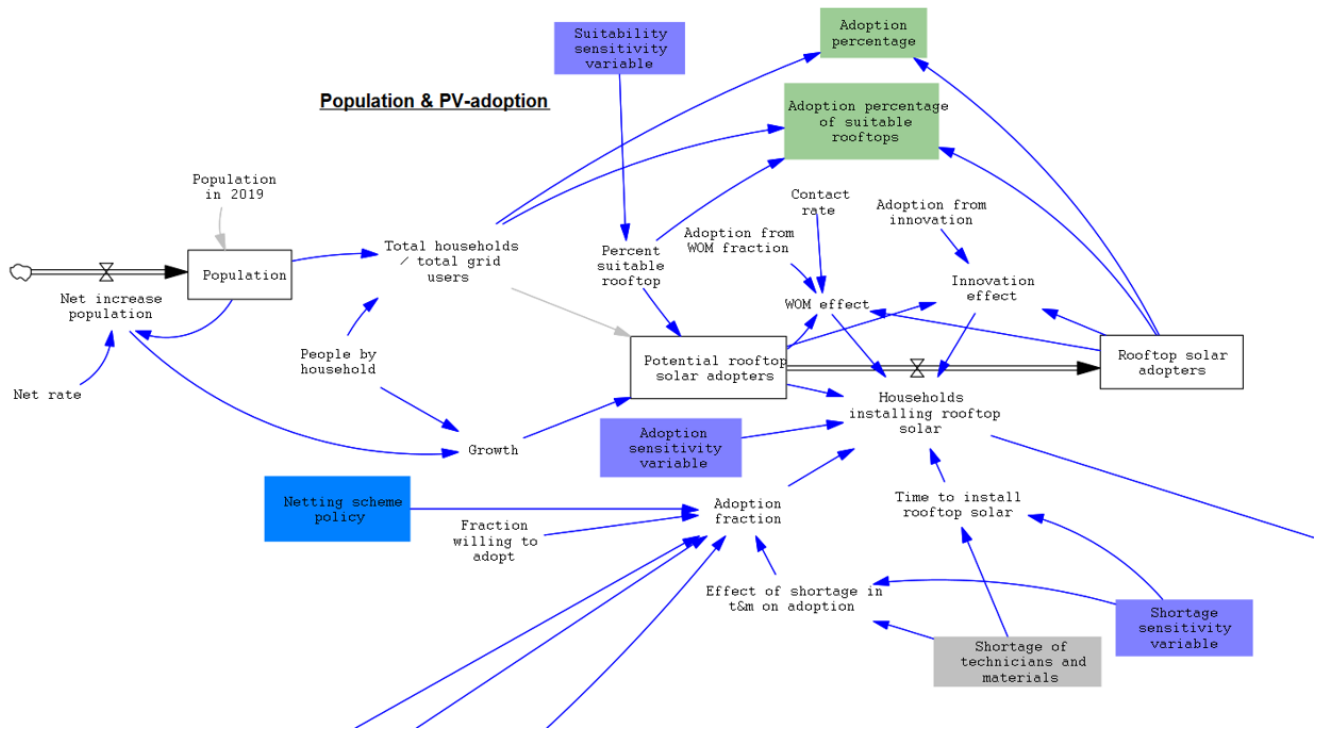 Adoption
percentage
Suitability
sensitivity
variable
Population & PV-adoption
Adoption percentage
of suitable
rooftops
Population
in 2019
Contact
rate
Adoption from
innovation
Adoption from
WOM fraction
Total households
/ total grid
users
Percent
suitable
rooftop
Population
Net increase
population
WOM effect
Innovation
effect
People by
household
Potential rooftop
solar adopters
Rooftop solar
adopters
Net rate
Households
installing rooftop
solar
Growth
Adoption
sensitivity
variable
Netting scheme
policy
Fraction
willing to
adopt
Adoption
fraction
Time to install
rooftop solar
Effect of shortage in
t&m on adoption
Shortage
sensitivity
variable
Shortage of
technicians and
materials